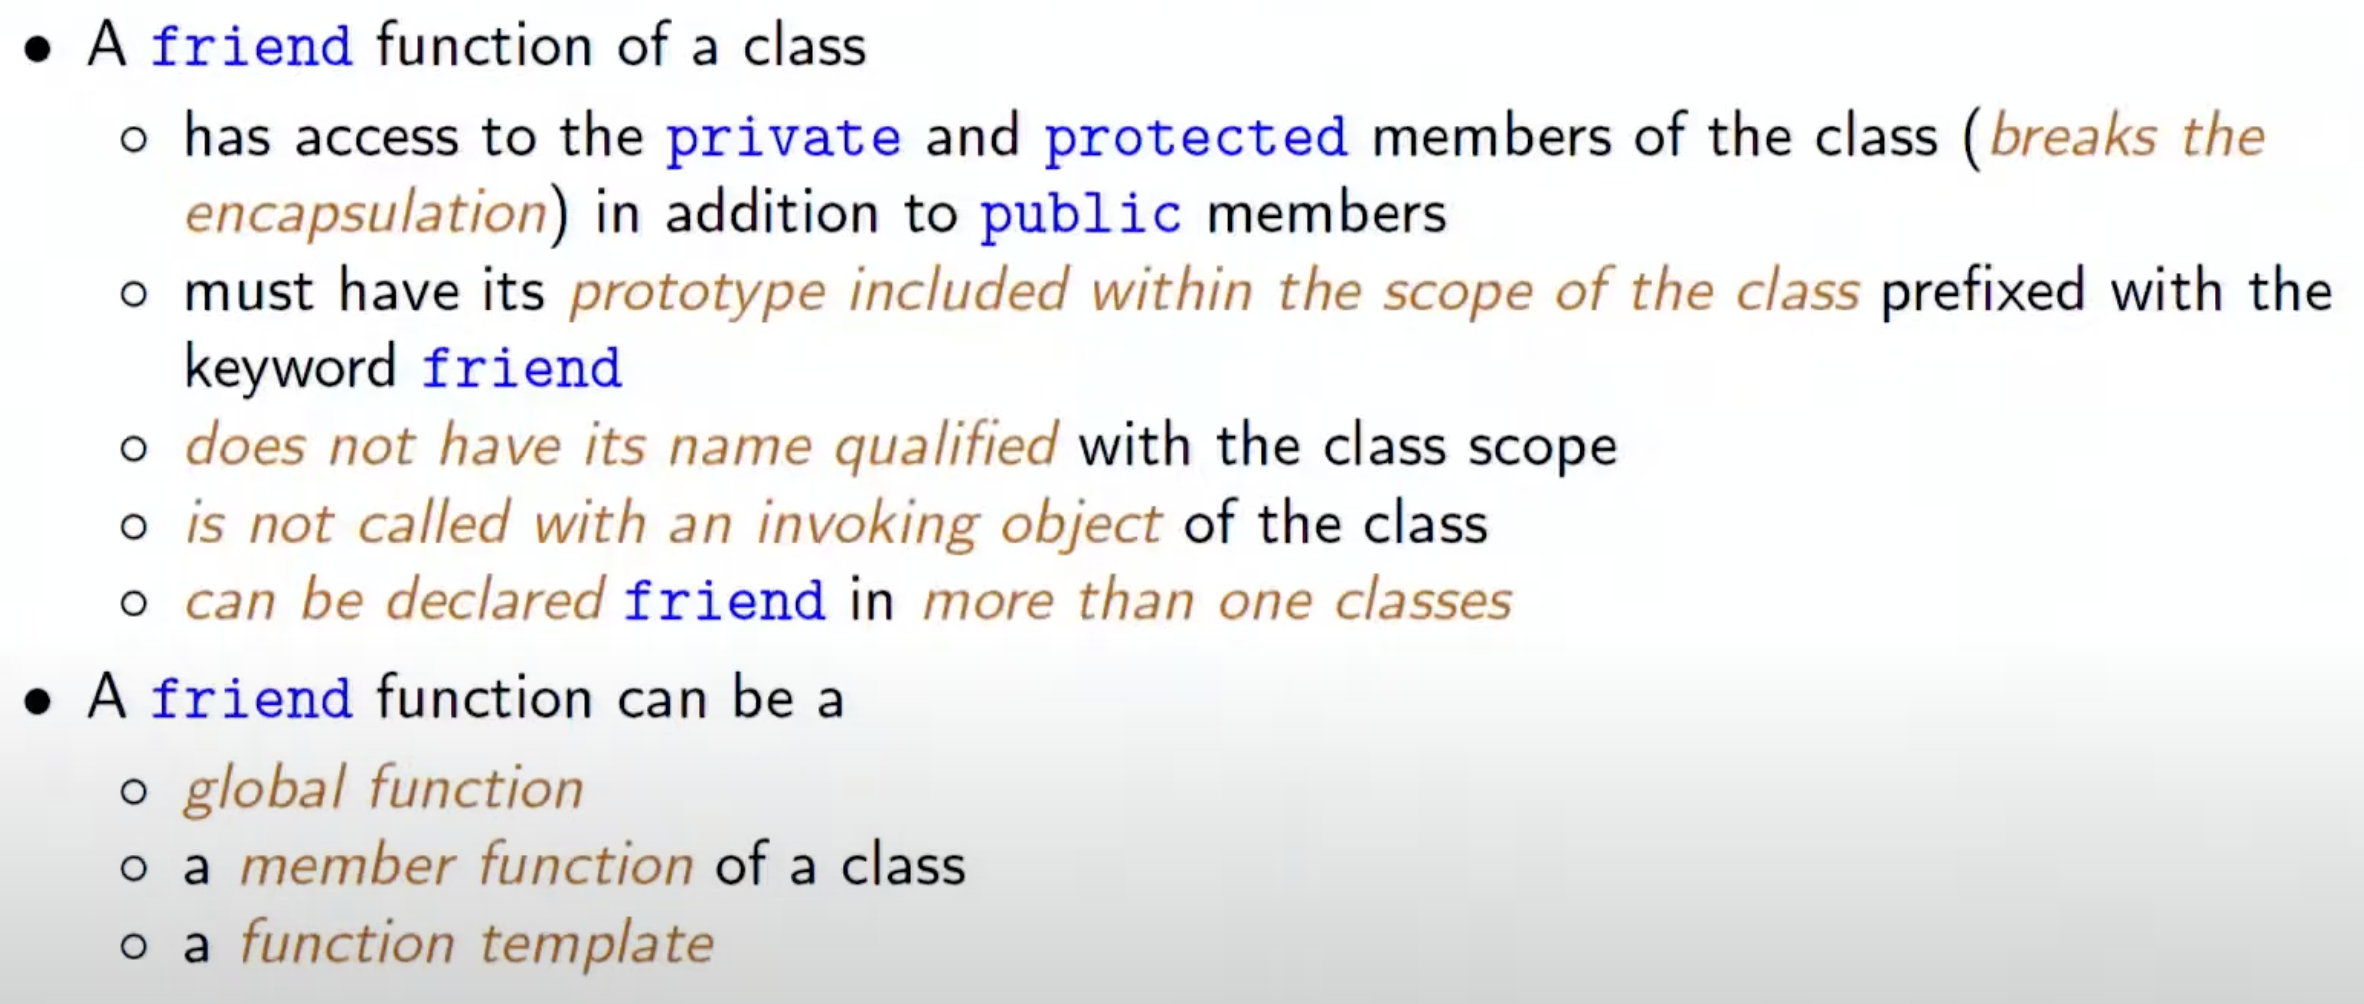 • A friend function of a class
○ has access to the private and protected members of the class (breaks the
encapsulation) in addition to public members
○ must have its prototype included within the scope of the class prefixed with the
keyword friend
○ does not have its name qualified with the class scope
○ is not called with an invoking object of the class
○ can be declared friend in more than one classes
• A friend function can be a
○ global function
○ a member function of a class
○ a function template